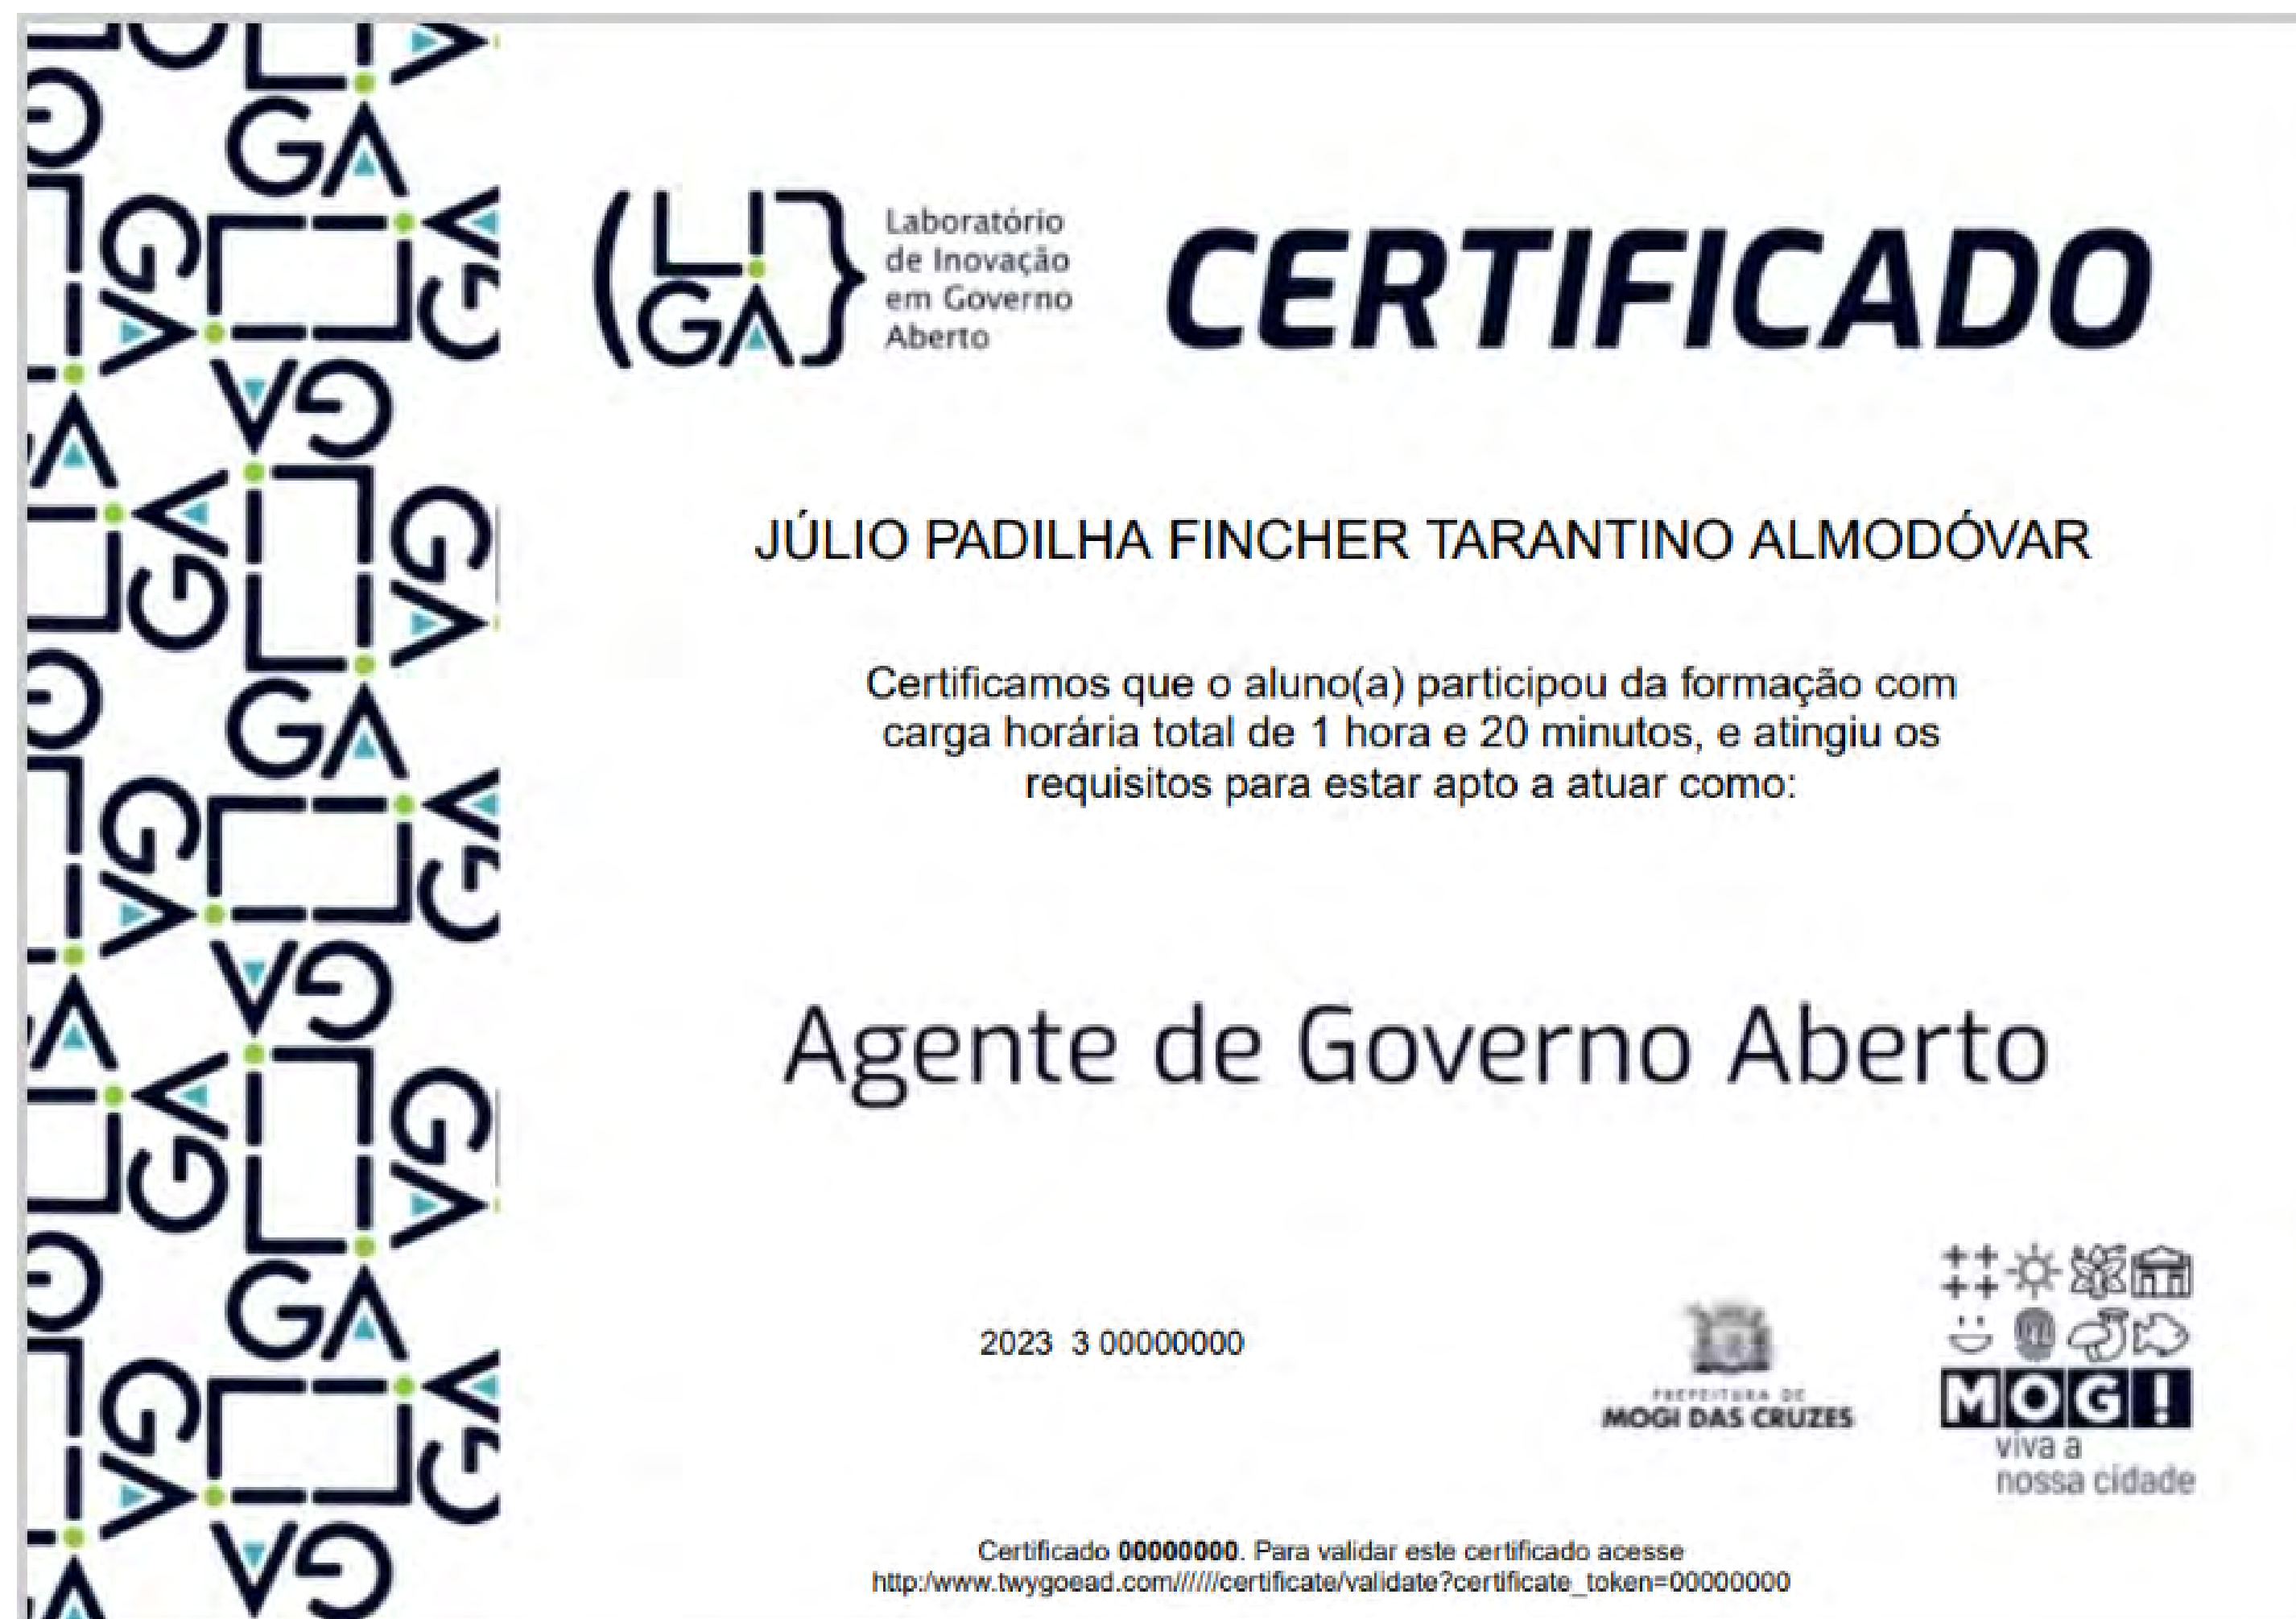 LIGA
Laboratório
de Inovação
em Governo
Aberto
CERTIFICADO
JÚLIO PADILHA FINCHER TARANTINO ALMODÓVAR
Certificamos que o aluno(a) participou da formação com
carga horária total de 1 hora e 20 minutos, e atingiu os
requisitos para estar apto a atuar como:
Agente de Governo Aberto
2023 3 00000000
PREFEITURA DE
MOGI DAS CRUZES
MOG!
viva a
nossa cidade
Certificado 00000000. Para validar este certificado acesse
http:/www.twygoead.com//////certificate/validate?certificate_token=00000000